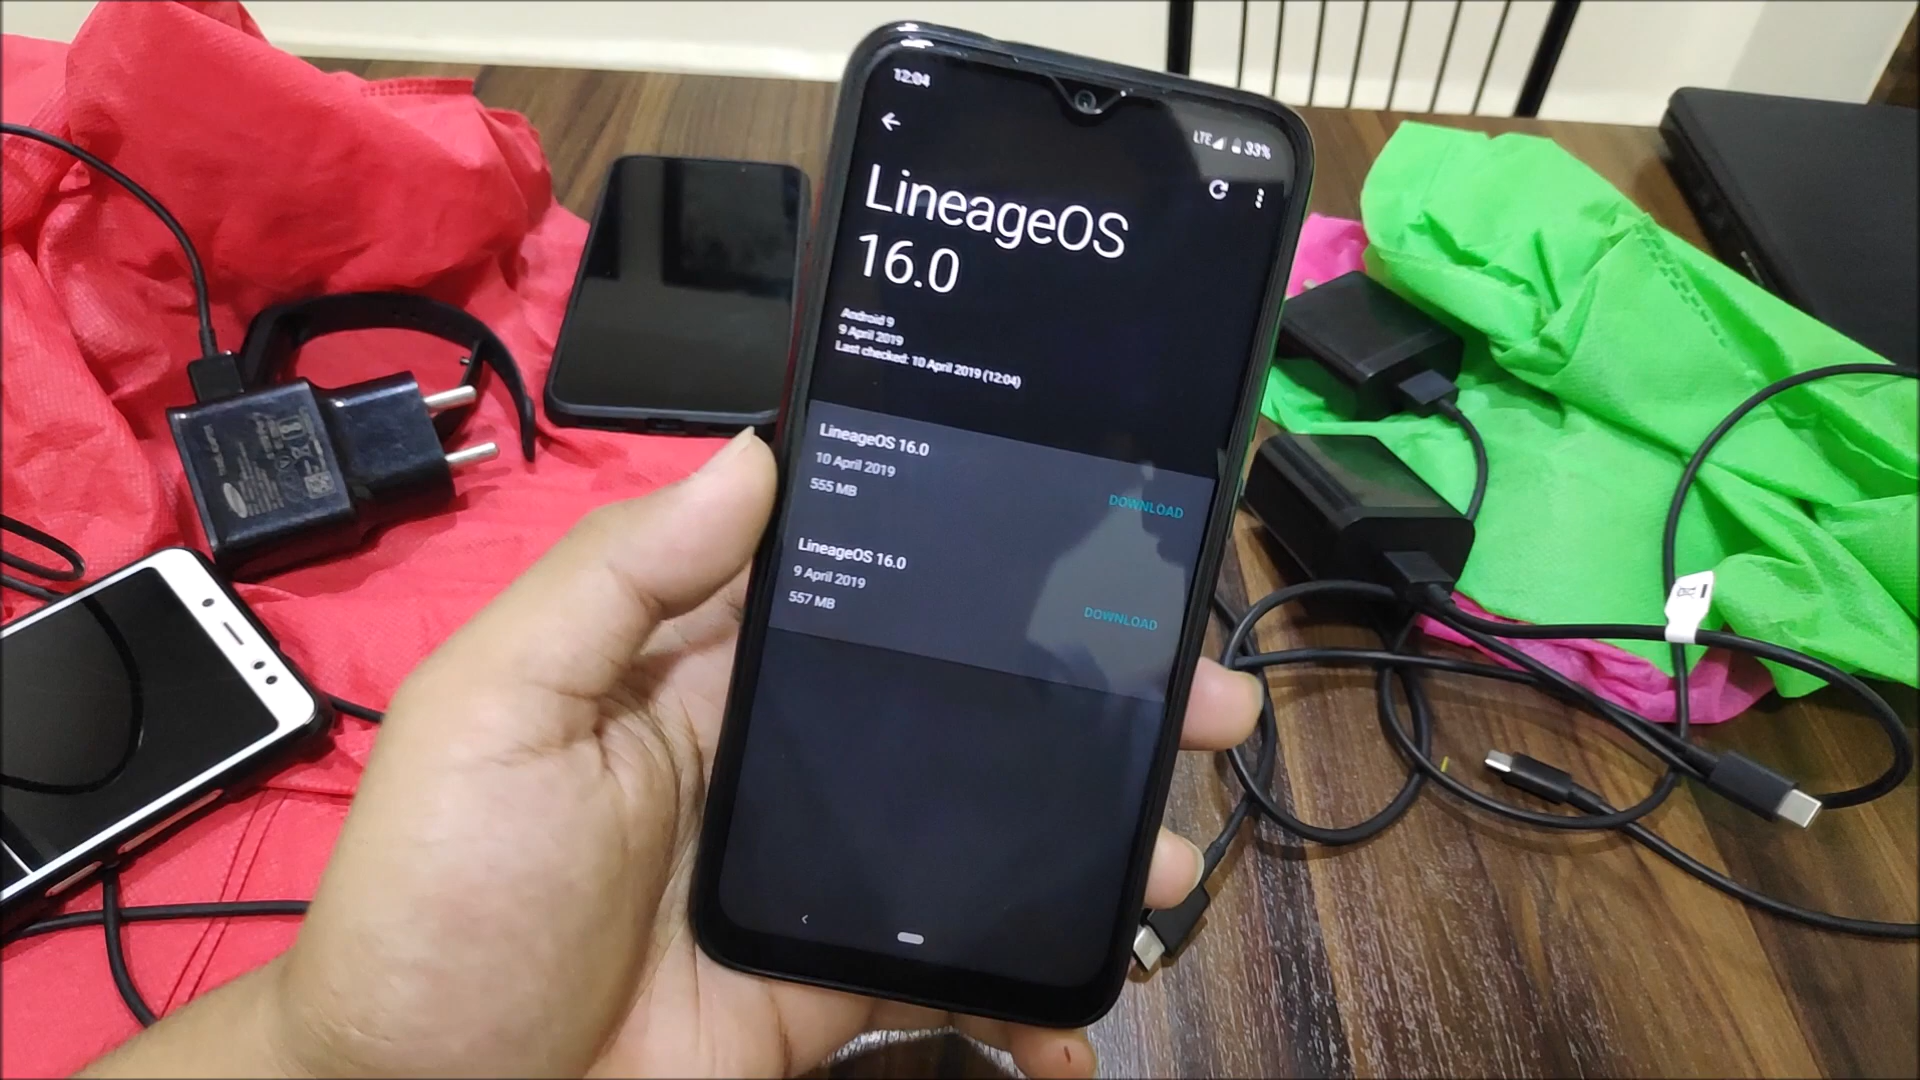 12:04
LTE 33%
LineageOS
16.0
Android 9
9 April 2019
Last checked: 10 April 2019 (12:04)
LineageOS 16.0
10 April 2019
555 MB
DOWNLOAD
LineageOS 16.0
9 April 2019
557 MB
DOWNLOAD